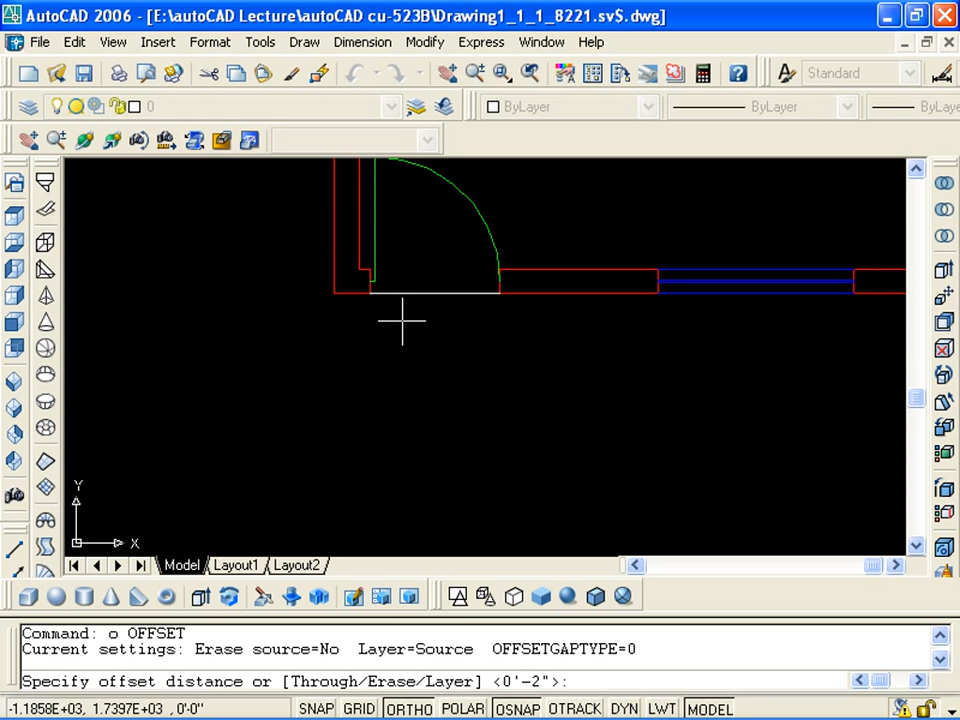 AutoCAD 2006 - [E:\autoCAD Lecture\autoCAD cu-523B\Drawing1_1_1_8221.sv$.dwg]
File Edit View Insert Format Tools Draw Dimension Modify Express Window Help
Standard
0 ByLayer ByLayer ByLaye
Y
X
Model Layout1 Layout2
Command: o OFFSET
Current settings: Erase source=No Layer=Source OFFSETGAPTYPE=0
Specify offset distance or [Through/Erase/Layer] <0'-2">:
-1.1858E+03, 1.7397E+03 ,0'-0" SNAP GRID ORTHO POLAR OSNAP OTRACK DYN LWT MODEL